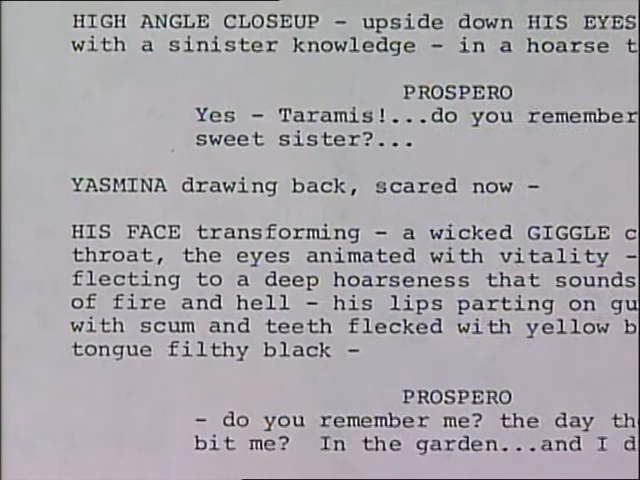 HIGH ANGLE CLOSEUP - upside down HIS EYES
with a sinister knowledge - in a hoarse t
PROSPERO
Yes - Taramis!...do you remember
sweet sister?...
YASMINA drawing back, scared now -
HIS FACE transforming - a wicked GIGGLE c
throat, the eyes animated with vitality -
flecting to a deep hoarseness that sounds
of fire and hell - his lips parting on gu
with scum and teeth flecked with yellow b
tongue filthy black -
PROSPERO
- do you remember me? the day th
bit me?  In the garden...and I d